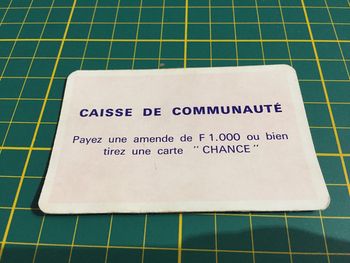 CAISSE DE COMMUNAUTÉ
Payez une amende de F 1.000 ou bien
tirez une carte "CHANCE"